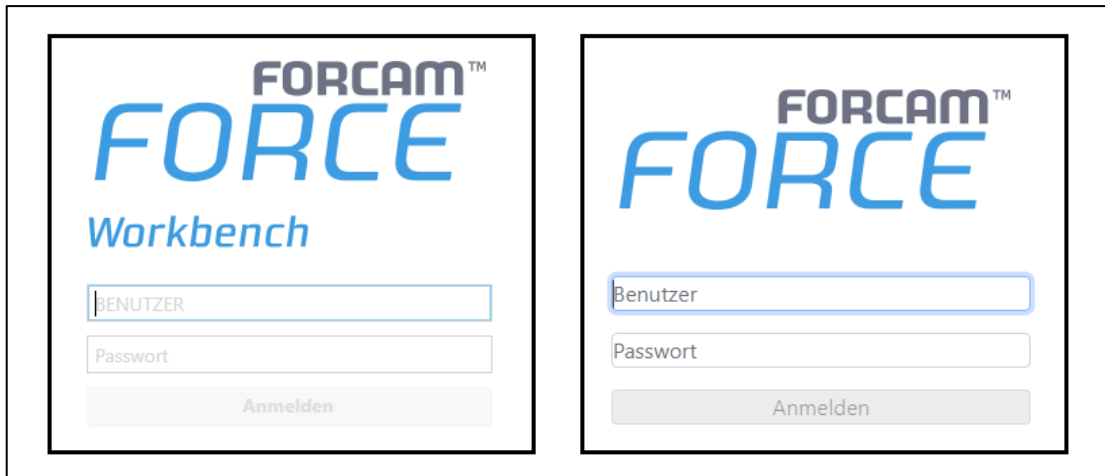 FORCAM™
FORCE
Workbench
BENUTZER
Passwort
Anmelden
FORCAM™
FORCE
Benutzer
Passwort
Anmelden